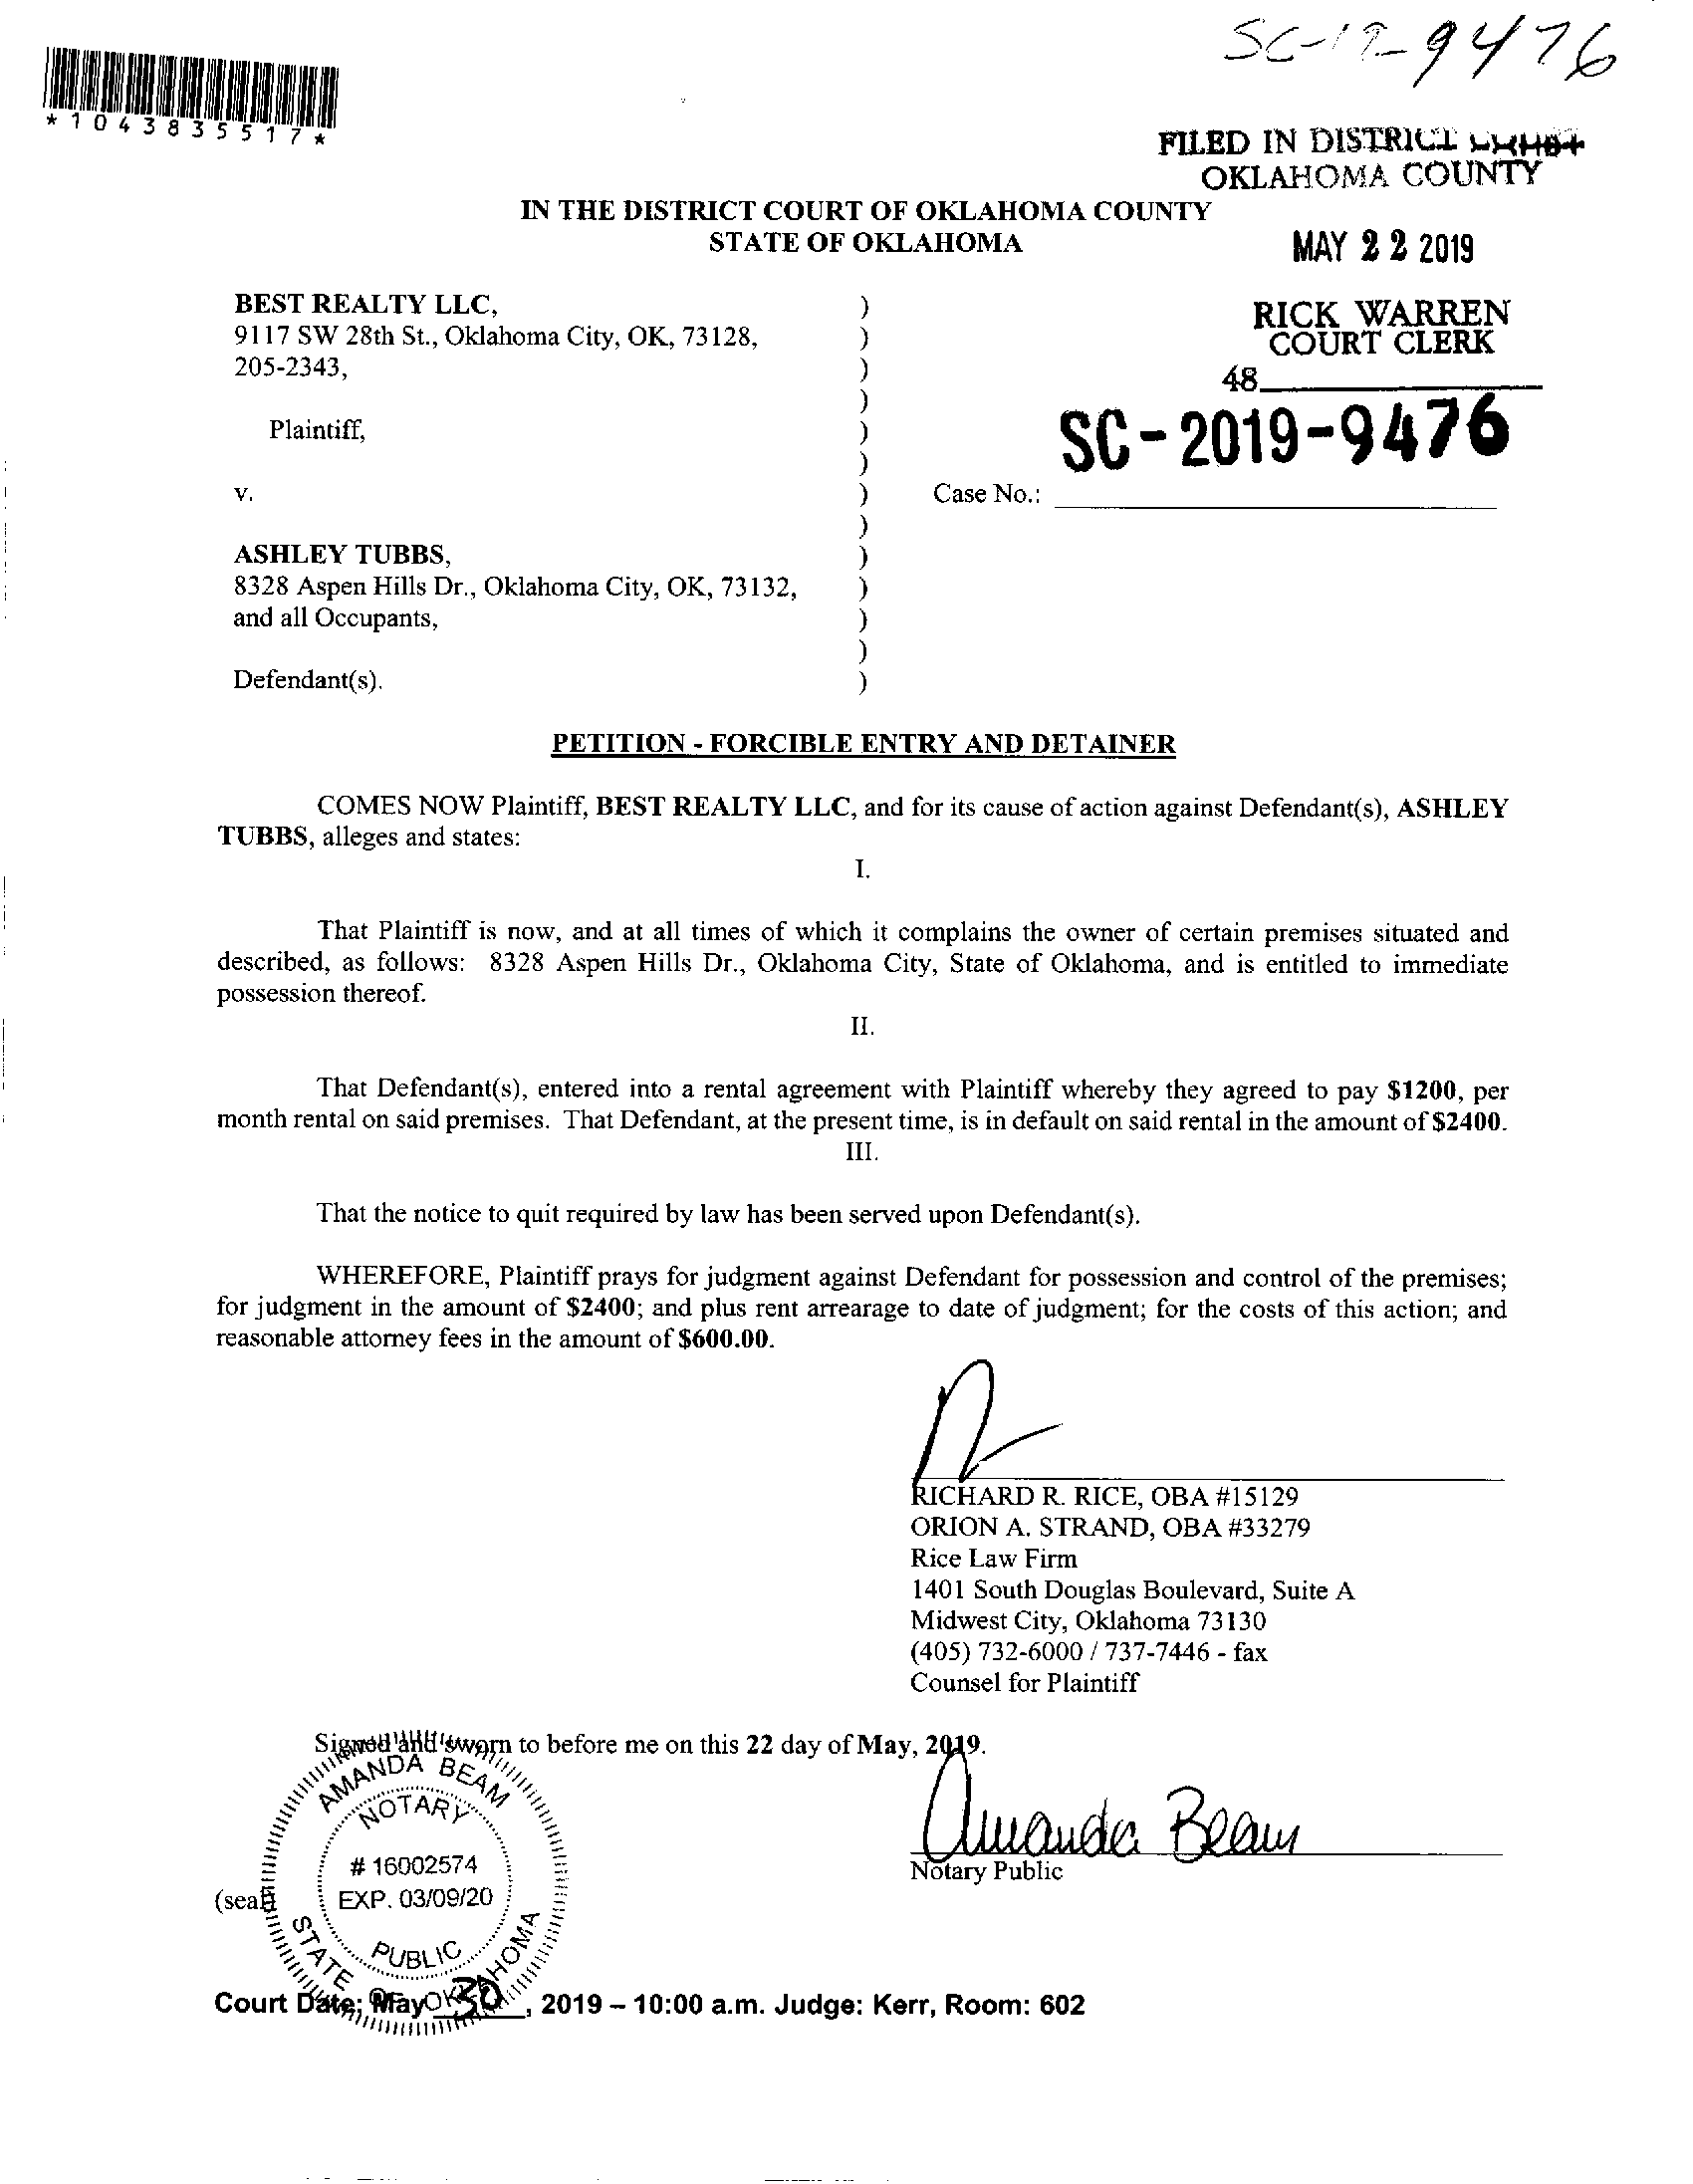 SC-19-9476
*1043835517*
FILED IN DISTRICT
OKLAHOMA COUNTY
IN THE DISTRICT COURT OF OKLAHOMA COUNTY
STATE OF OKLAHOMA
MAY 22 2019
BEST REALTY LLC, )
9117 SW 28th St., Oklahoma City, OK, 73128, )
205-2343, )
)
RICK WARREN
COURT CLERK
48
Plaintiff, )
)
SC-2019-9476
v. ) Case No.:
)
ASHLEY TUBBS, )
8328 Aspen Hills Dr., Oklahoma City, OK, 73132, )
and all Occupants, )
)
Defendant(s). )
PETITION - FORCIBLE ENTRY AND DETAINER
COMES NOW Plaintiff, BEST REALTY LLC, and for its cause of action against Defendant(s), ASHLEY
TUBBS, alleges and states:
I.
That Plaintiff is now, and at all times of which it complains the owner of certain premises situated and
described, as follows: 8328 Aspen Hills Dr., Oklahoma City, State of Oklahoma, and is entitled to immediate
possession thereof.
II.
That Defendant(s), entered into a rental agreement with Plaintiff whereby they agreed to pay $1200, per
month rental on said premises. That Defendant, at the present time, is in default on said rental in the amount of $2400.
III.
That the notice to quit required by law has been served upon Defendant(s).
WHEREFORE, Plaintiff prays for judgment against Defendant for possession and control of the premises;
for judgment in the amount of $2400; and plus rent arrearage to date of judgment; for the costs of this action; and
reasonable attorney fees in the amount of $600.00.
RICHARD R. RICE, OBA #15129
ORION A. STRAND, OBA #33279
Rice Law Firm
1401 South Douglas Boulevard, Suite A
Midwest City, Oklahoma 73130
(405) 732-6000 / 737-7446 - fax
Counsel for Plaintiff
Signed and sworn to before me on this 22 day of May, 2019.
AMANDA BEAM
NOTARY
# 16002574
EXP. 03/09/20
PUBLIC
STATE OF OKLAHOMA
Amanda Beam
Notary Public
(seal)
Court Date; May 30, 2019 – 10:00 a.m. Judge: Kerr, Room: 602